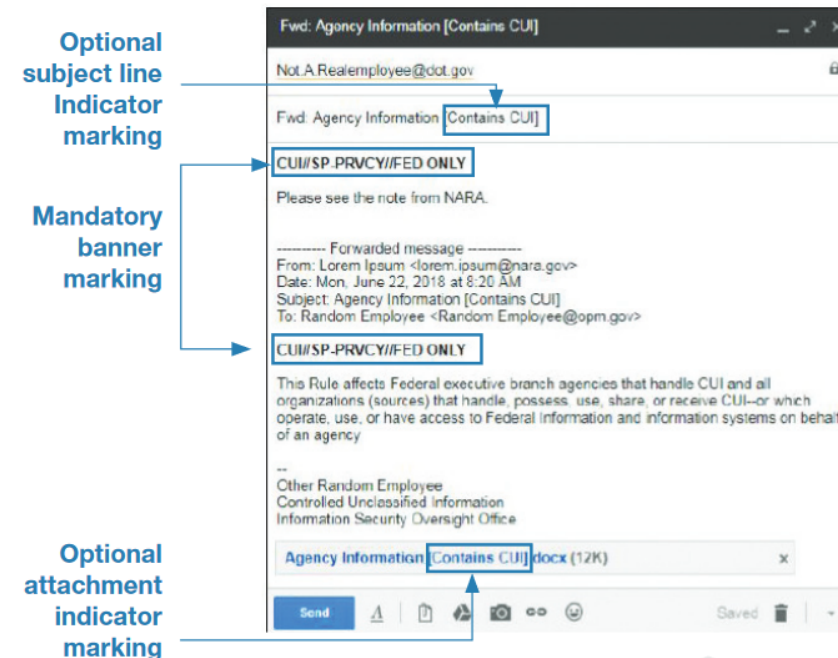 Optional
subject line
Indicator
marking
Mandatory
banner
marking
Optional
attachment
indicator
marking
Fwd: Agency Information [Contains CUI]
Not.A.Realemployee@dot.gov
Fwd: Agency Information [Contains CUI]
CUI//SP-PRVCY//FED ONLY
Please see the note from NARA.
---------- Forwarded message ----------
From: Lorem Ipsum <lorem.ipsum@nara.gov>
Date: Mon, June 22, 2018 at 8:20 AM
Subject: Agency Information [Contains CUI]
To: Random Employee <Random Employee@opm.gov>
CUI//SP-PRVCY//FED ONLY
This Rule affects Federal executive branch agencies that handle CUI and all
organizations (sources) that handle, possess, use, share, or receive CUI--or which
operate, use, or have access to Federal Information and information systems on behalf
of an agency
--
Other Random Employee
Controlled Unclassified Information
Information Security Oversight Office
Agency Information [Contains CUI].docx (12K)
Send
Saved